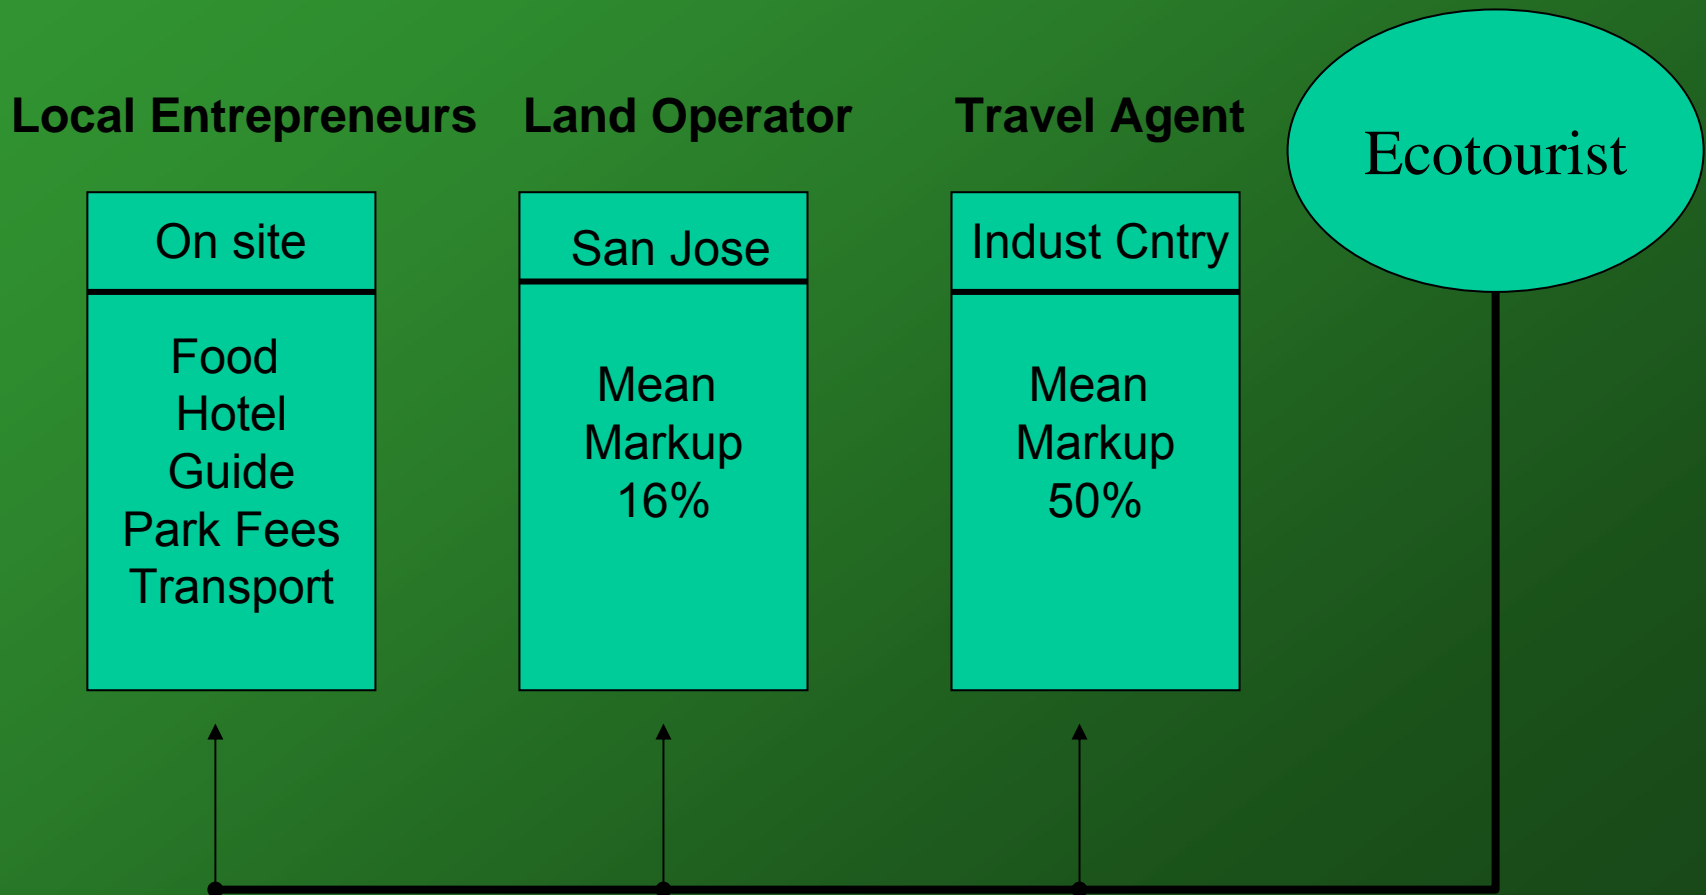 Local Entrepreneurs
On site
Food
Hotel
Guide
Park Fees
Transport
Land Operator
San Jose
Mean
Markup
16%
Travel Agent
Indust Cntry
Mean
Markup
50%
Ecotourist